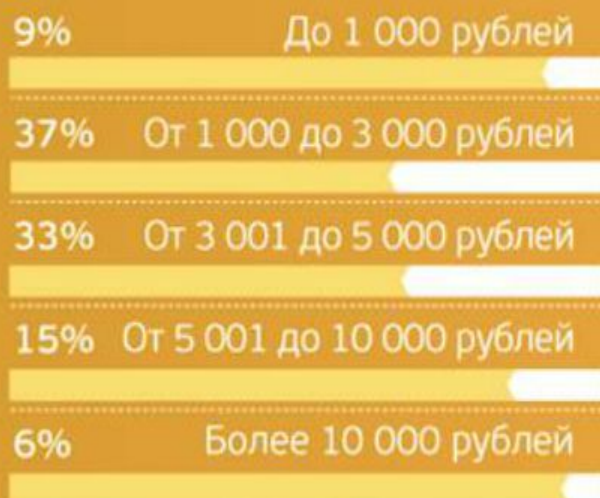 9% До 1 000 рублей
37% От 1 000 до 3 000 рублей
33% От 3 001 до 5 000 рублей
15% От 5 001 до 10 000 рублей
6% Более 10 000 рублей